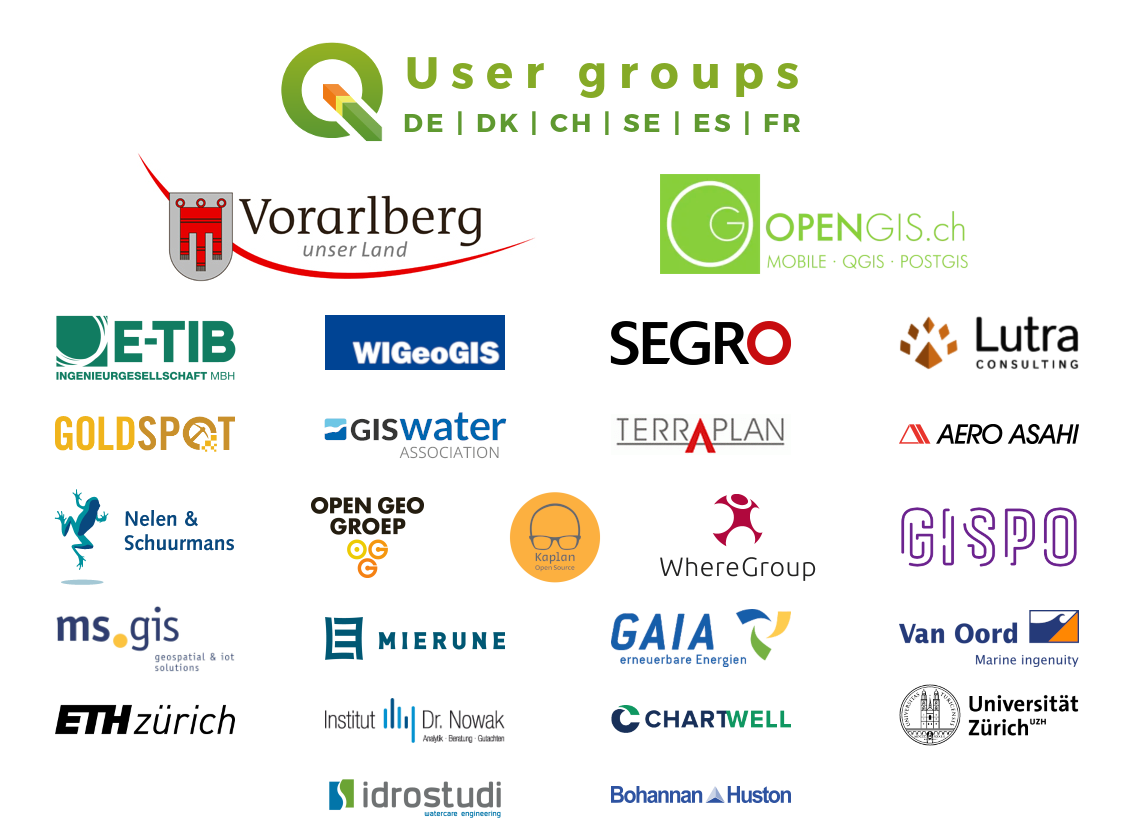 User groups
DE | DK | CH | SE | ES | FR
Vorarlberg
unser Land
G
OPENGIS.ch
MOBILE · QGIS · POSTGIS
E-TIB
INGENIEURGESELLSCHAFT MBH
WIGeoGIS
SEGRO
Lutra
CONSULTING
GOLDSPOT
GISwater
ASSOCIATION
TERRAPLAN
AERO ASAHI
Nelen &
Schuurmans
OPEN GEO
GROEP
OGG
Kaplan
Open Source
WhereGroup
GISPO
ms.gis
geospatial & iot
solutions
MIERUNE
GAIA
erneuerbare Energien
Van Oord
Marine ingenuity
ETH zürich
Institut Dr. Nowak
Analytik · Beratung · Gutachten
CHARTWELL
UNIVERSITAS TURICENSIS
Universität
Zürich UZH
idrostudi
watercare engineering
Bohannan Huston